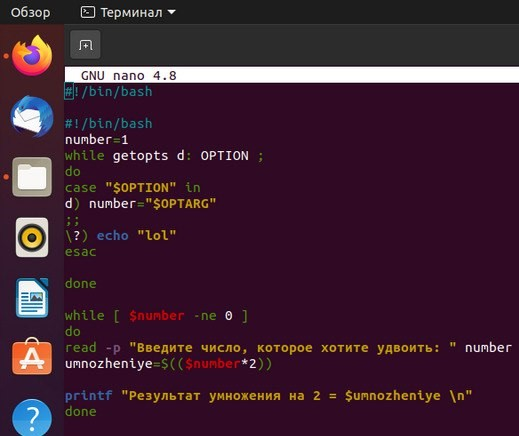 Обзор
Терминал
GNU nano 4.8
#!/bin/bash
#!/bin/bash
number=1
while getopts d: OPTION ;
do
case "$OPTION" in
d) number="$OPTARG"
;;
\?) echo "lol"
esac
done
while [ $number -ne 0 ]
do
read -p "Введите число, которое хотите удвоить: " number
umnozheniye=$(($number*2))
printf "Результат умножения на 2 = $umnozheniye \n"
done